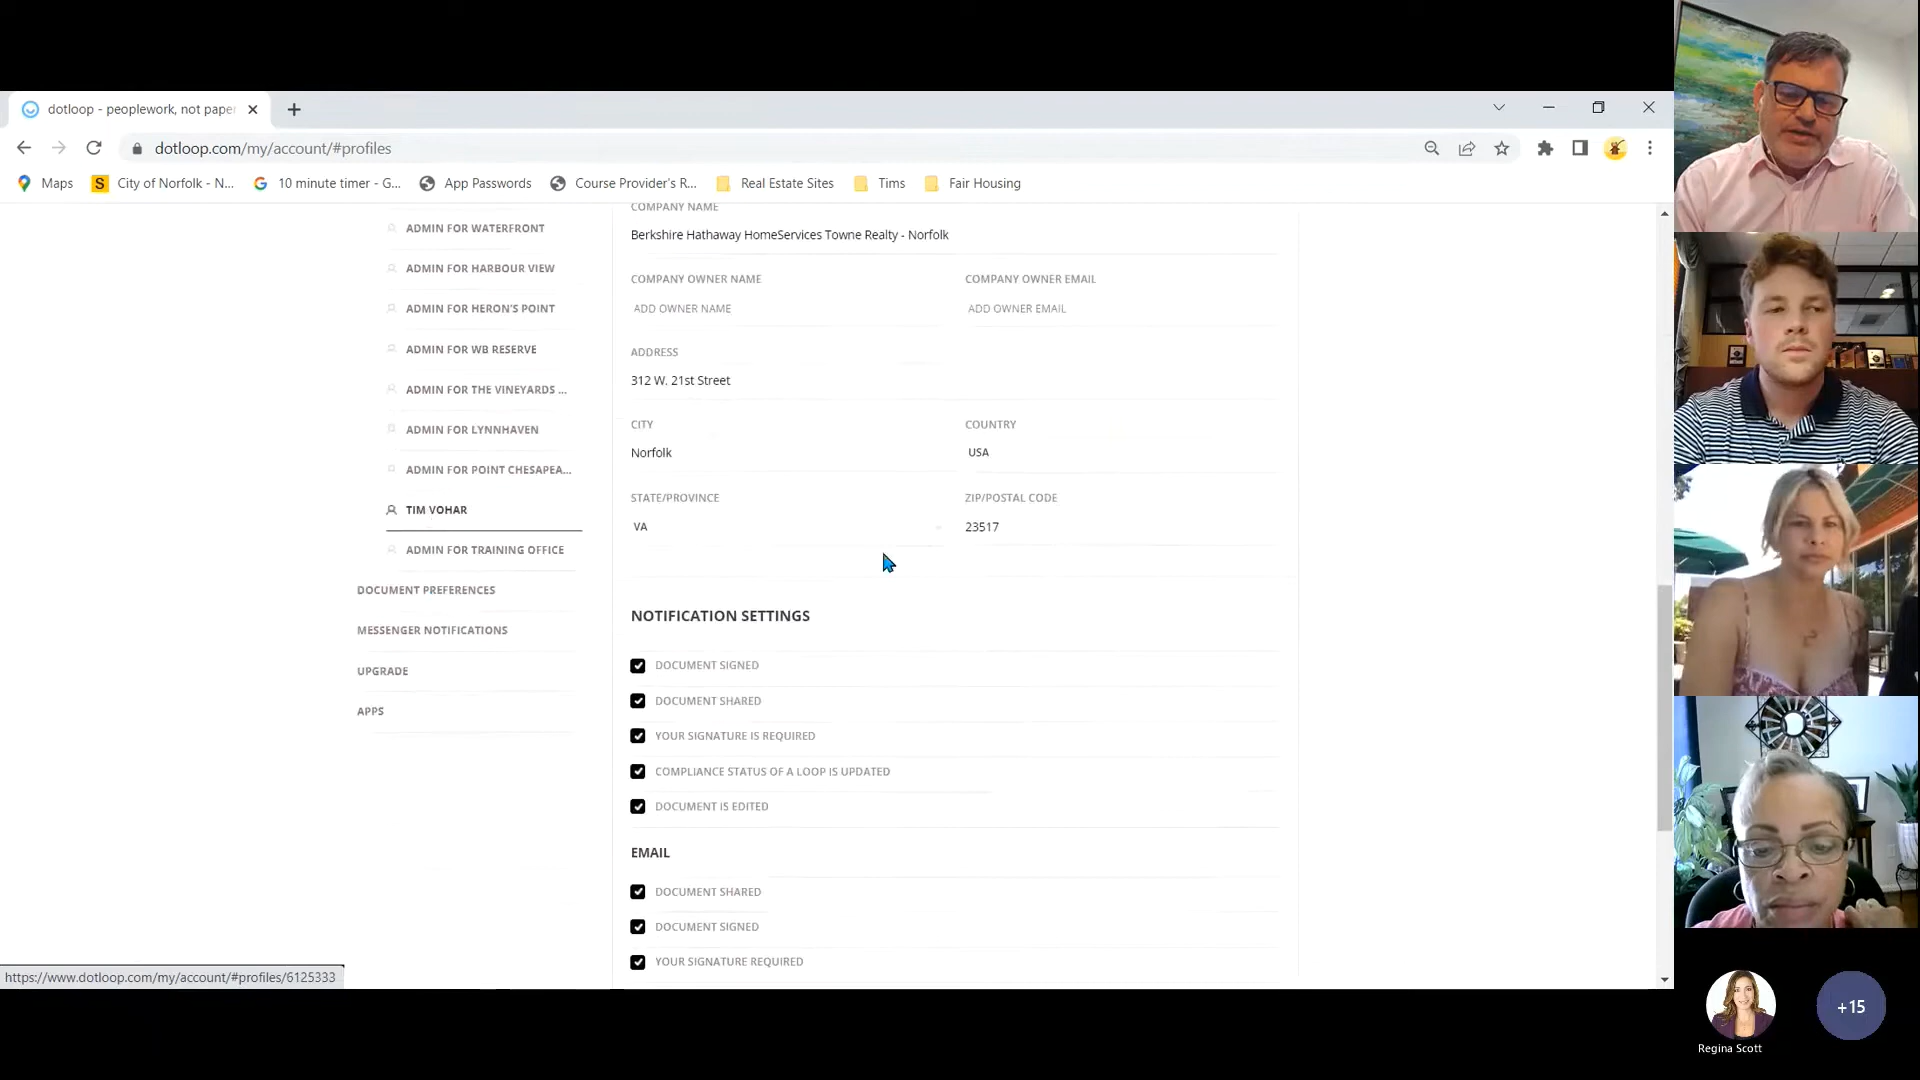 dotloop - peoplework, not paper
dotloop.com/my/account/#profiles
Maps
City of Norfolk - N...
10 minute timer - G...
App Passwords
Course Provider's R...
Real Estate Sites
Tims
Fair Housing
ADMIN FOR WATERFRONT
ADMIN FOR HARBOUR VIEW
ADMIN FOR HERON'S POINT
ADMIN FOR WB RESERVE
ADMIN FOR THE VINEYARDS ...
ADMIN FOR LYNNHAVEN
ADMIN FOR POINT CHESAPEA...
TIM VOHAR
ADMIN FOR TRAINING OFFICE
DOCUMENT PREFERENCES
MESSENGER NOTIFICATIONS
UPGRADE
APPS
COMPANY NAME
Berkshire Hathaway HomeServices Towne Realty - Norfolk
COMPANY OWNER NAME
COMPANY OWNER EMAIL
ADD OWNER NAME
ADD OWNER EMAIL
ADDRESS
312 W. 21st Street
CITY
COUNTRY
Norfolk
USA
STATE/PROVINCE
ZIP/POSTAL CODE
VA
23517
NOTIFICATION SETTINGS
DOCUMENT SIGNED
DOCUMENT SHARED
YOUR SIGNATURE IS REQUIRED
COMPLIANCE STATUS OF A LOOP IS UPDATED
DOCUMENT IS EDITED
EMAIL
DOCUMENT SHARED
DOCUMENT SIGNED
YOUR SIGNATURE REQUIRED
https://www.dotloop.com/my/account/#profiles/6125333
+15
Regina Scott